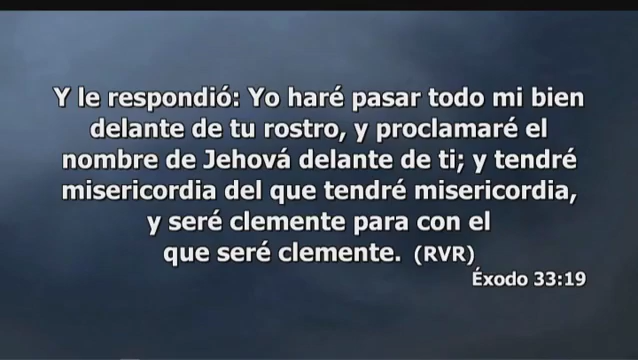 Y le respondió: Yo haré pasar todo mi bien
delante de tu rostro, y proclamaré el
nombre de Jehová delante de ti; y tendré
misericordia del que tendré misericordia,
y seré clemente para con el
que seré clemente. (RVR)
Éxodo 33:19